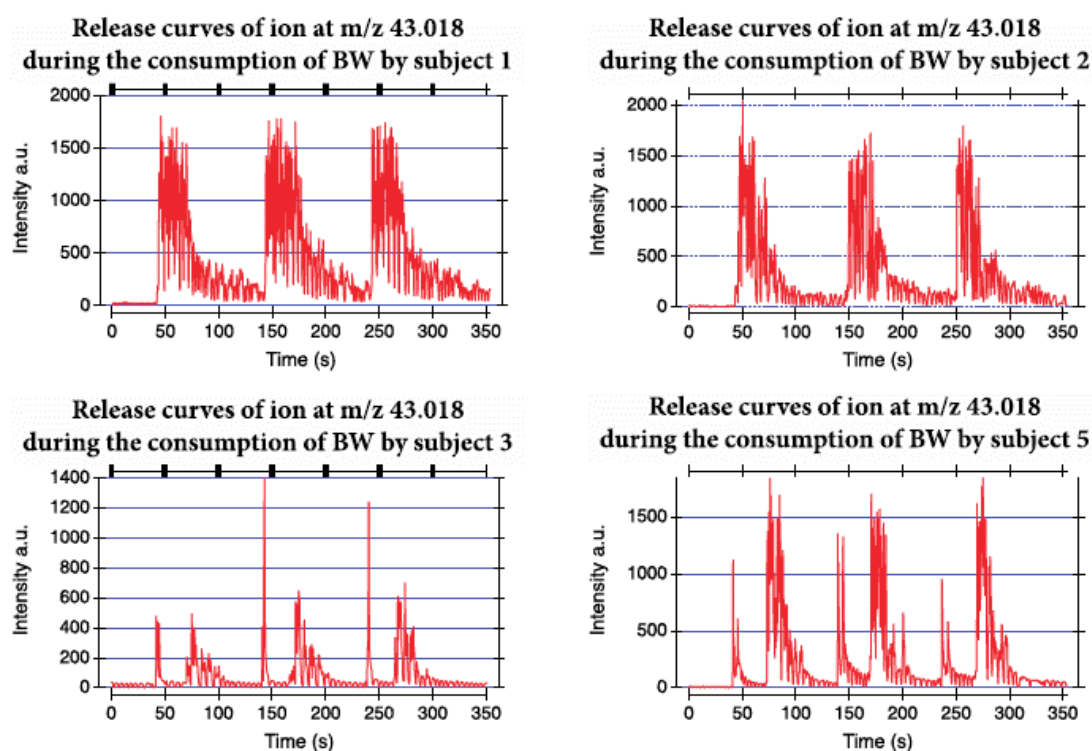 Release curves of ion at m/z 43.018
during the consumption of BW by subject 1
2000
1500
1000
500
0
Intensity a.u.
0 50 100 150 200 250 300 350
Time (s)
Release curves of ion at m/z 43.018
during the consumption of BW by subject 2
2000
1500
1000
500
0
Intensity a.u.
0 50 100 150 200 250 300 350
Time (s)
Release curves of ion at m/z 43.018
during the consumption of BW by subject 3
1400
1200
1000
800
600
400
200
0
Intensity a.u.
0 50 100 150 200 250 300 350
Time (s)
Release curves of ion at m/z 43.018
during the consumption of BW by subject 5
1500
1000
500
0
Intensity a.u.
0 50 100 150 200 250 300 350
Time (s)